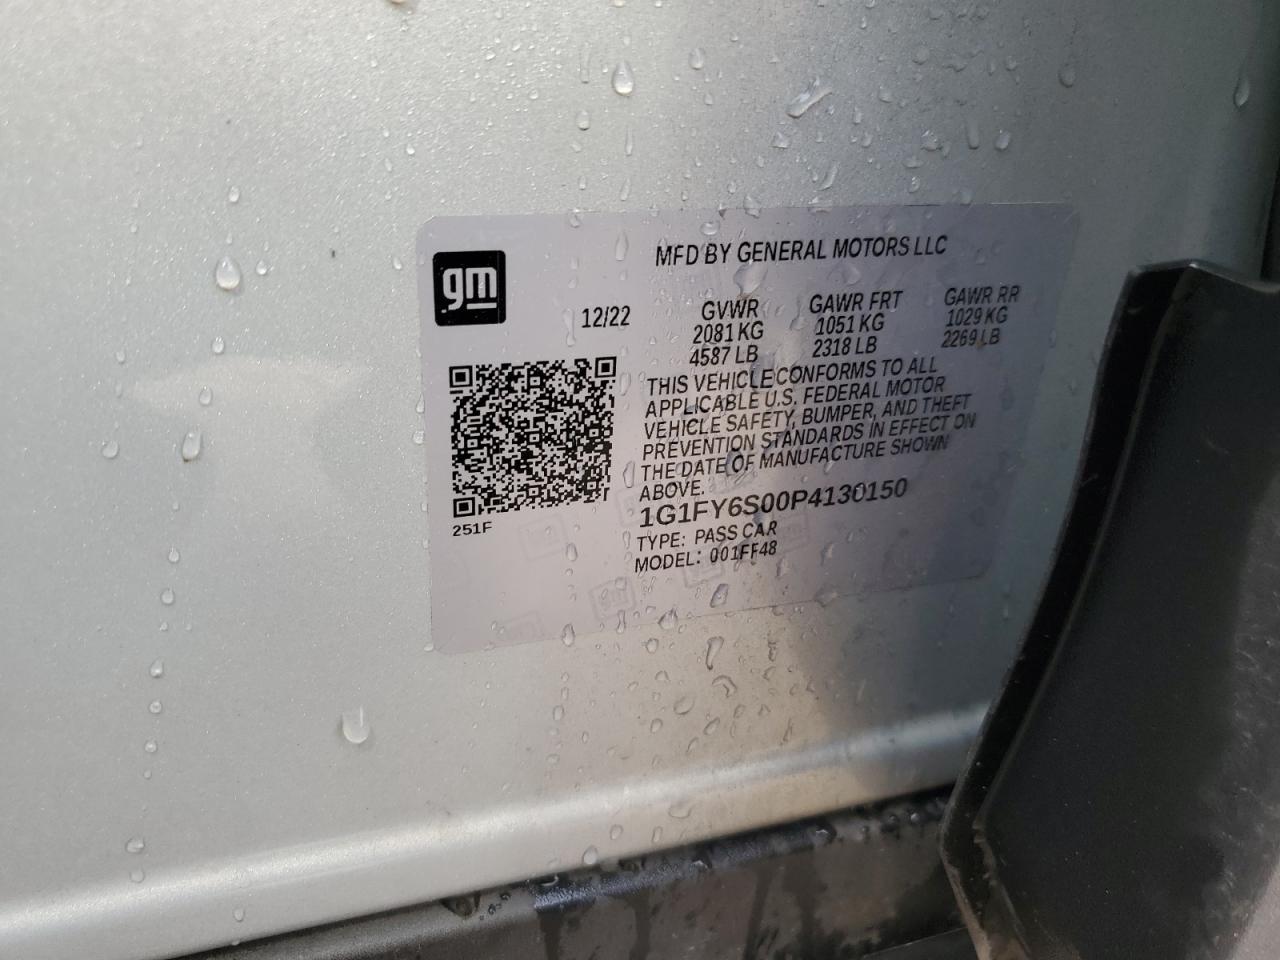 gm
MFD BY GENERAL MOTORS LLC
12/22 GVWR GAWR FRT GAWR RR
2081 KG 1051 KG 1029 KG
4587 LB 2318 LB 2269 LB
THIS VEHICLE CONFORMS TO ALL
APPLICABLE U.S. FEDERAL MOTOR
VEHICLE SAFETY, BUMPER, AND THEFT
PREVENTION STANDARDS IN EFFECT ON
THE DATE OF MANUFACTURE SHOWN
ABOVE.
1G1FY6S00P4130150
TYPE: PASS CAR
MODEL: 001FF48
251F